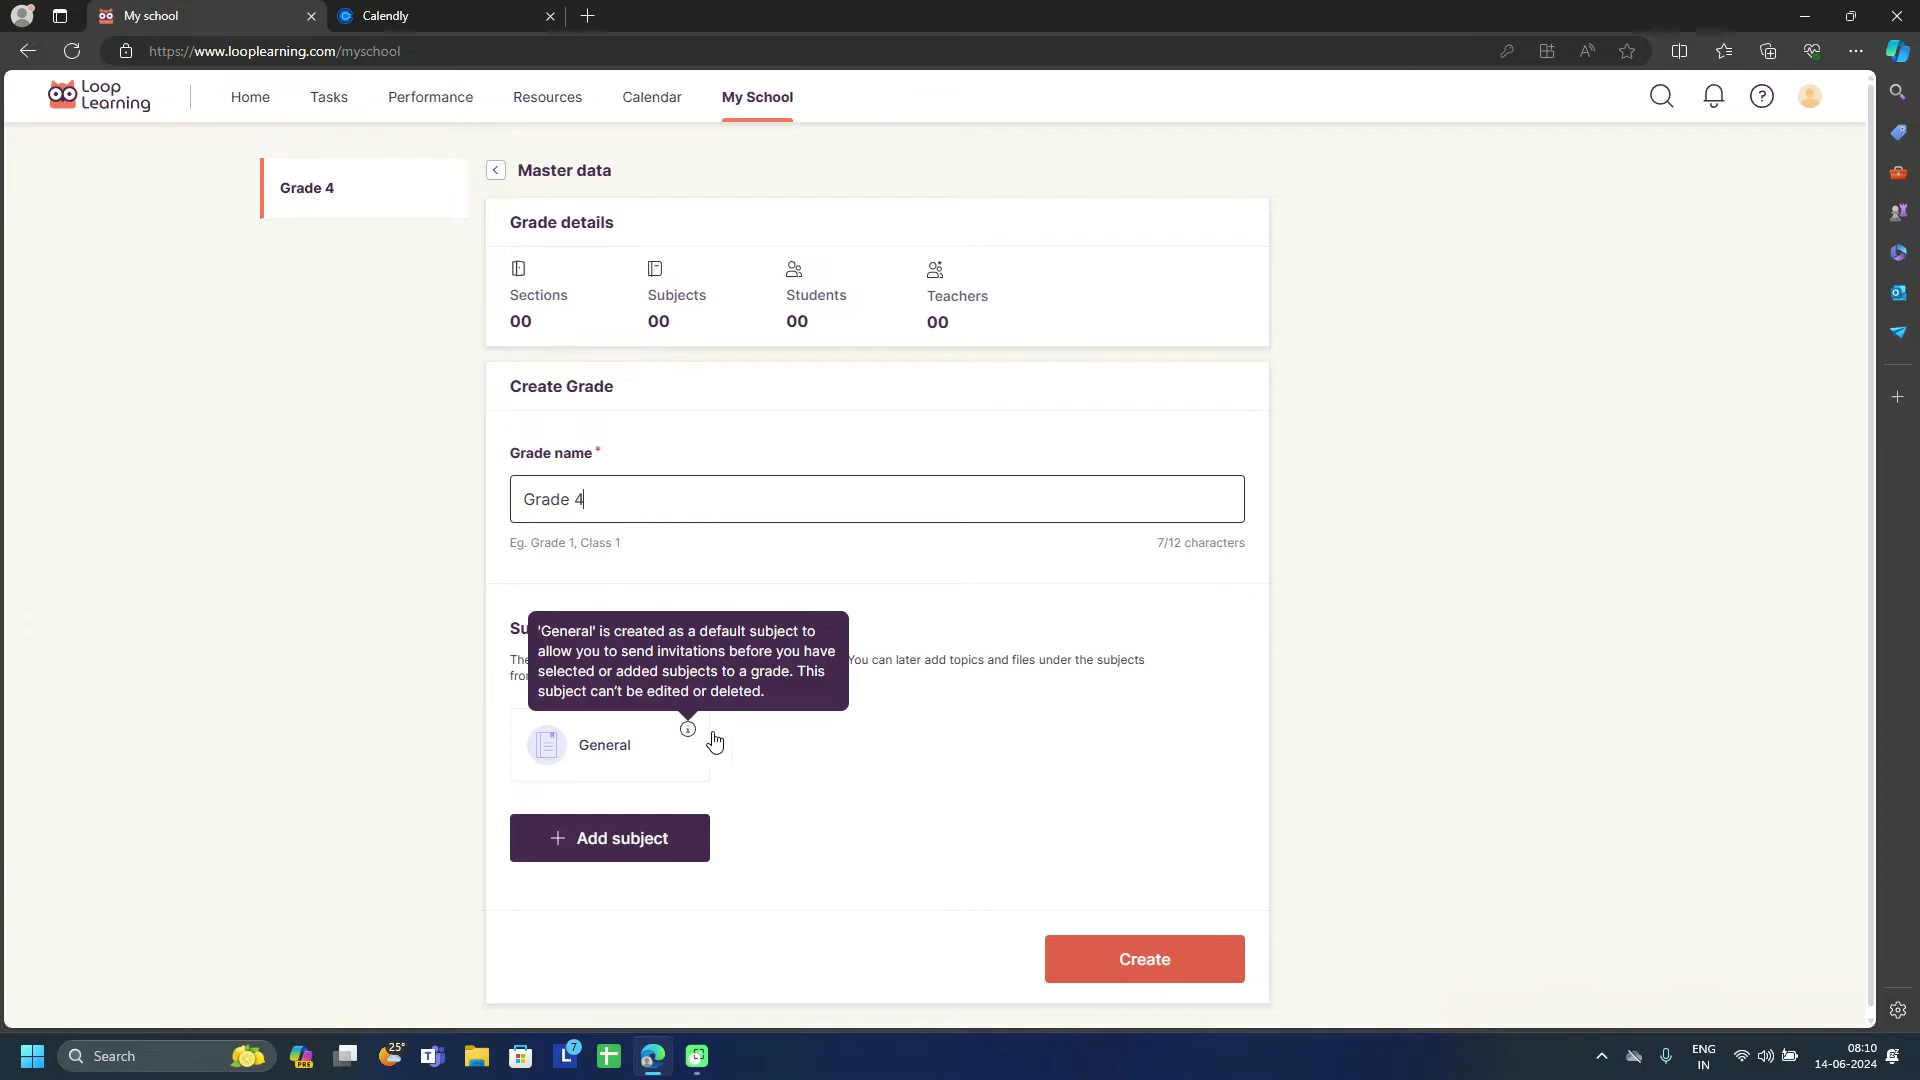 My school
Calendly
https://www.looplearning.com/myschool
Loop
Learning
Home
Tasks
Performance
Resources
Calendar
My School
Grade 4
Master data
Grade details
Sections
Subjects
Students
Teachers
00
00
00
00
Create Grade
Grade name *
Grade 4
Eg. Grade 1, Class 1
7/12 characters
Su
'General' is created as a default subject to
allow you to send invitations before you have
selected or added subjects to a grade. This
subject can't be edited or deleted.
You can later add topics and files under the subjects
General
+ Add subject
Create
Search
PRE
25°
7
ENG
IN
08:10
14-06-2024